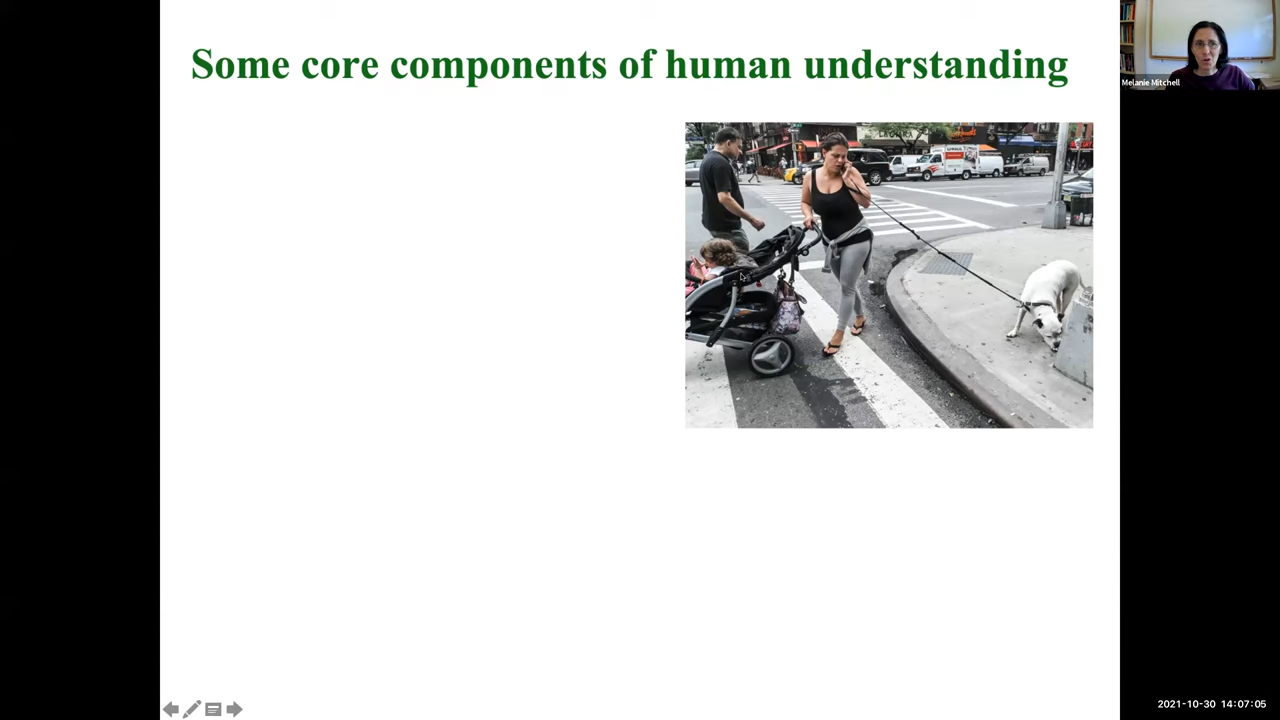 Some core components of human understanding
Melanie Mitchell
2021-10-30 14:07:05